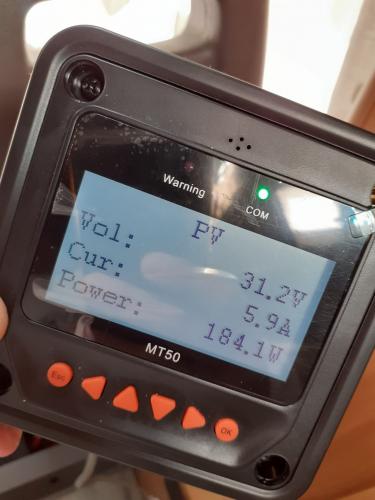 Warning
COM
PV
Vol: 31.2V
Cur: 5.9A
Power: 184.1W
MT50
Esc
OK